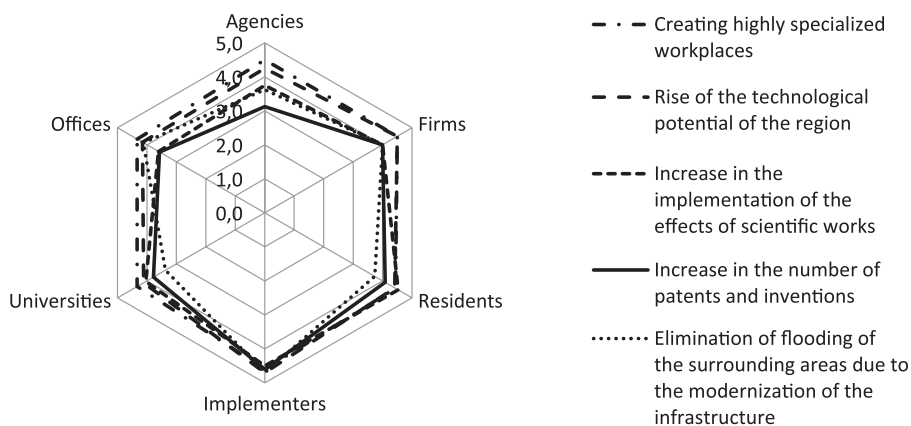 Agencies
5,0
4,0
3,0
2,0
1,0
0,0
Offices
Firms
Universities
Residents
Implementers
Creating highly specialized
workplaces
Rise of the technological
potential of the region
Increase in the
implementation of the
effects of scientific works
Increase in the number of
patents and inventions
Elimination of flooding of
the surrounding areas due to
the modernization of the
infrastructure